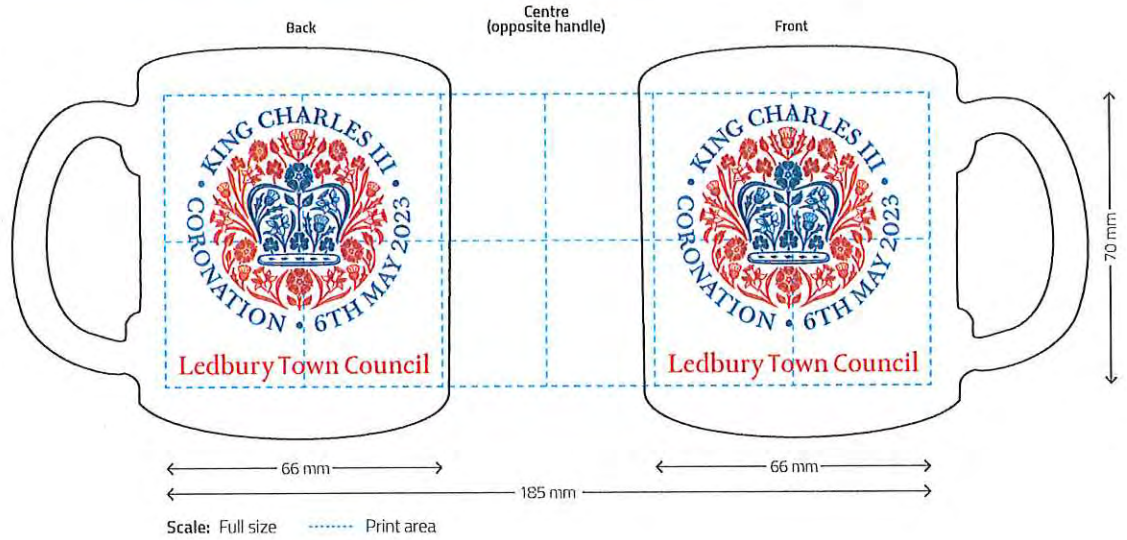 Back
Centre
(opposite handle)
Front
KING CHARLES III •
CORONATION • 6TH MAY 2023 •
Ledbury Town Council
KING CHARLES III •
CORONATION • 6TH MAY 2023 •
Ledbury Town Council
70 mm
66 mm
66 mm
185 mm
Scale: Full size
Print area